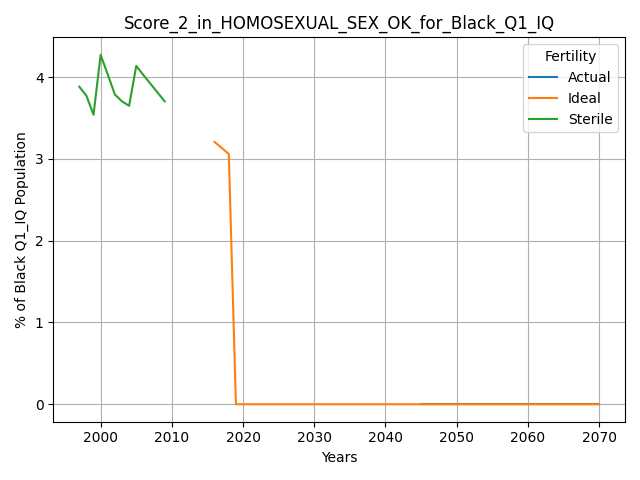 Score_2_in_HOMOSEXUAL_SEX_OK_for_Black_Q1_IQ
Fertility
Actual
Ideal
Sterile
% of Black Q1_IQ Population
4
3
2
1
0
2000 2010 2020 2030 2040 2050 2060 2070
Years